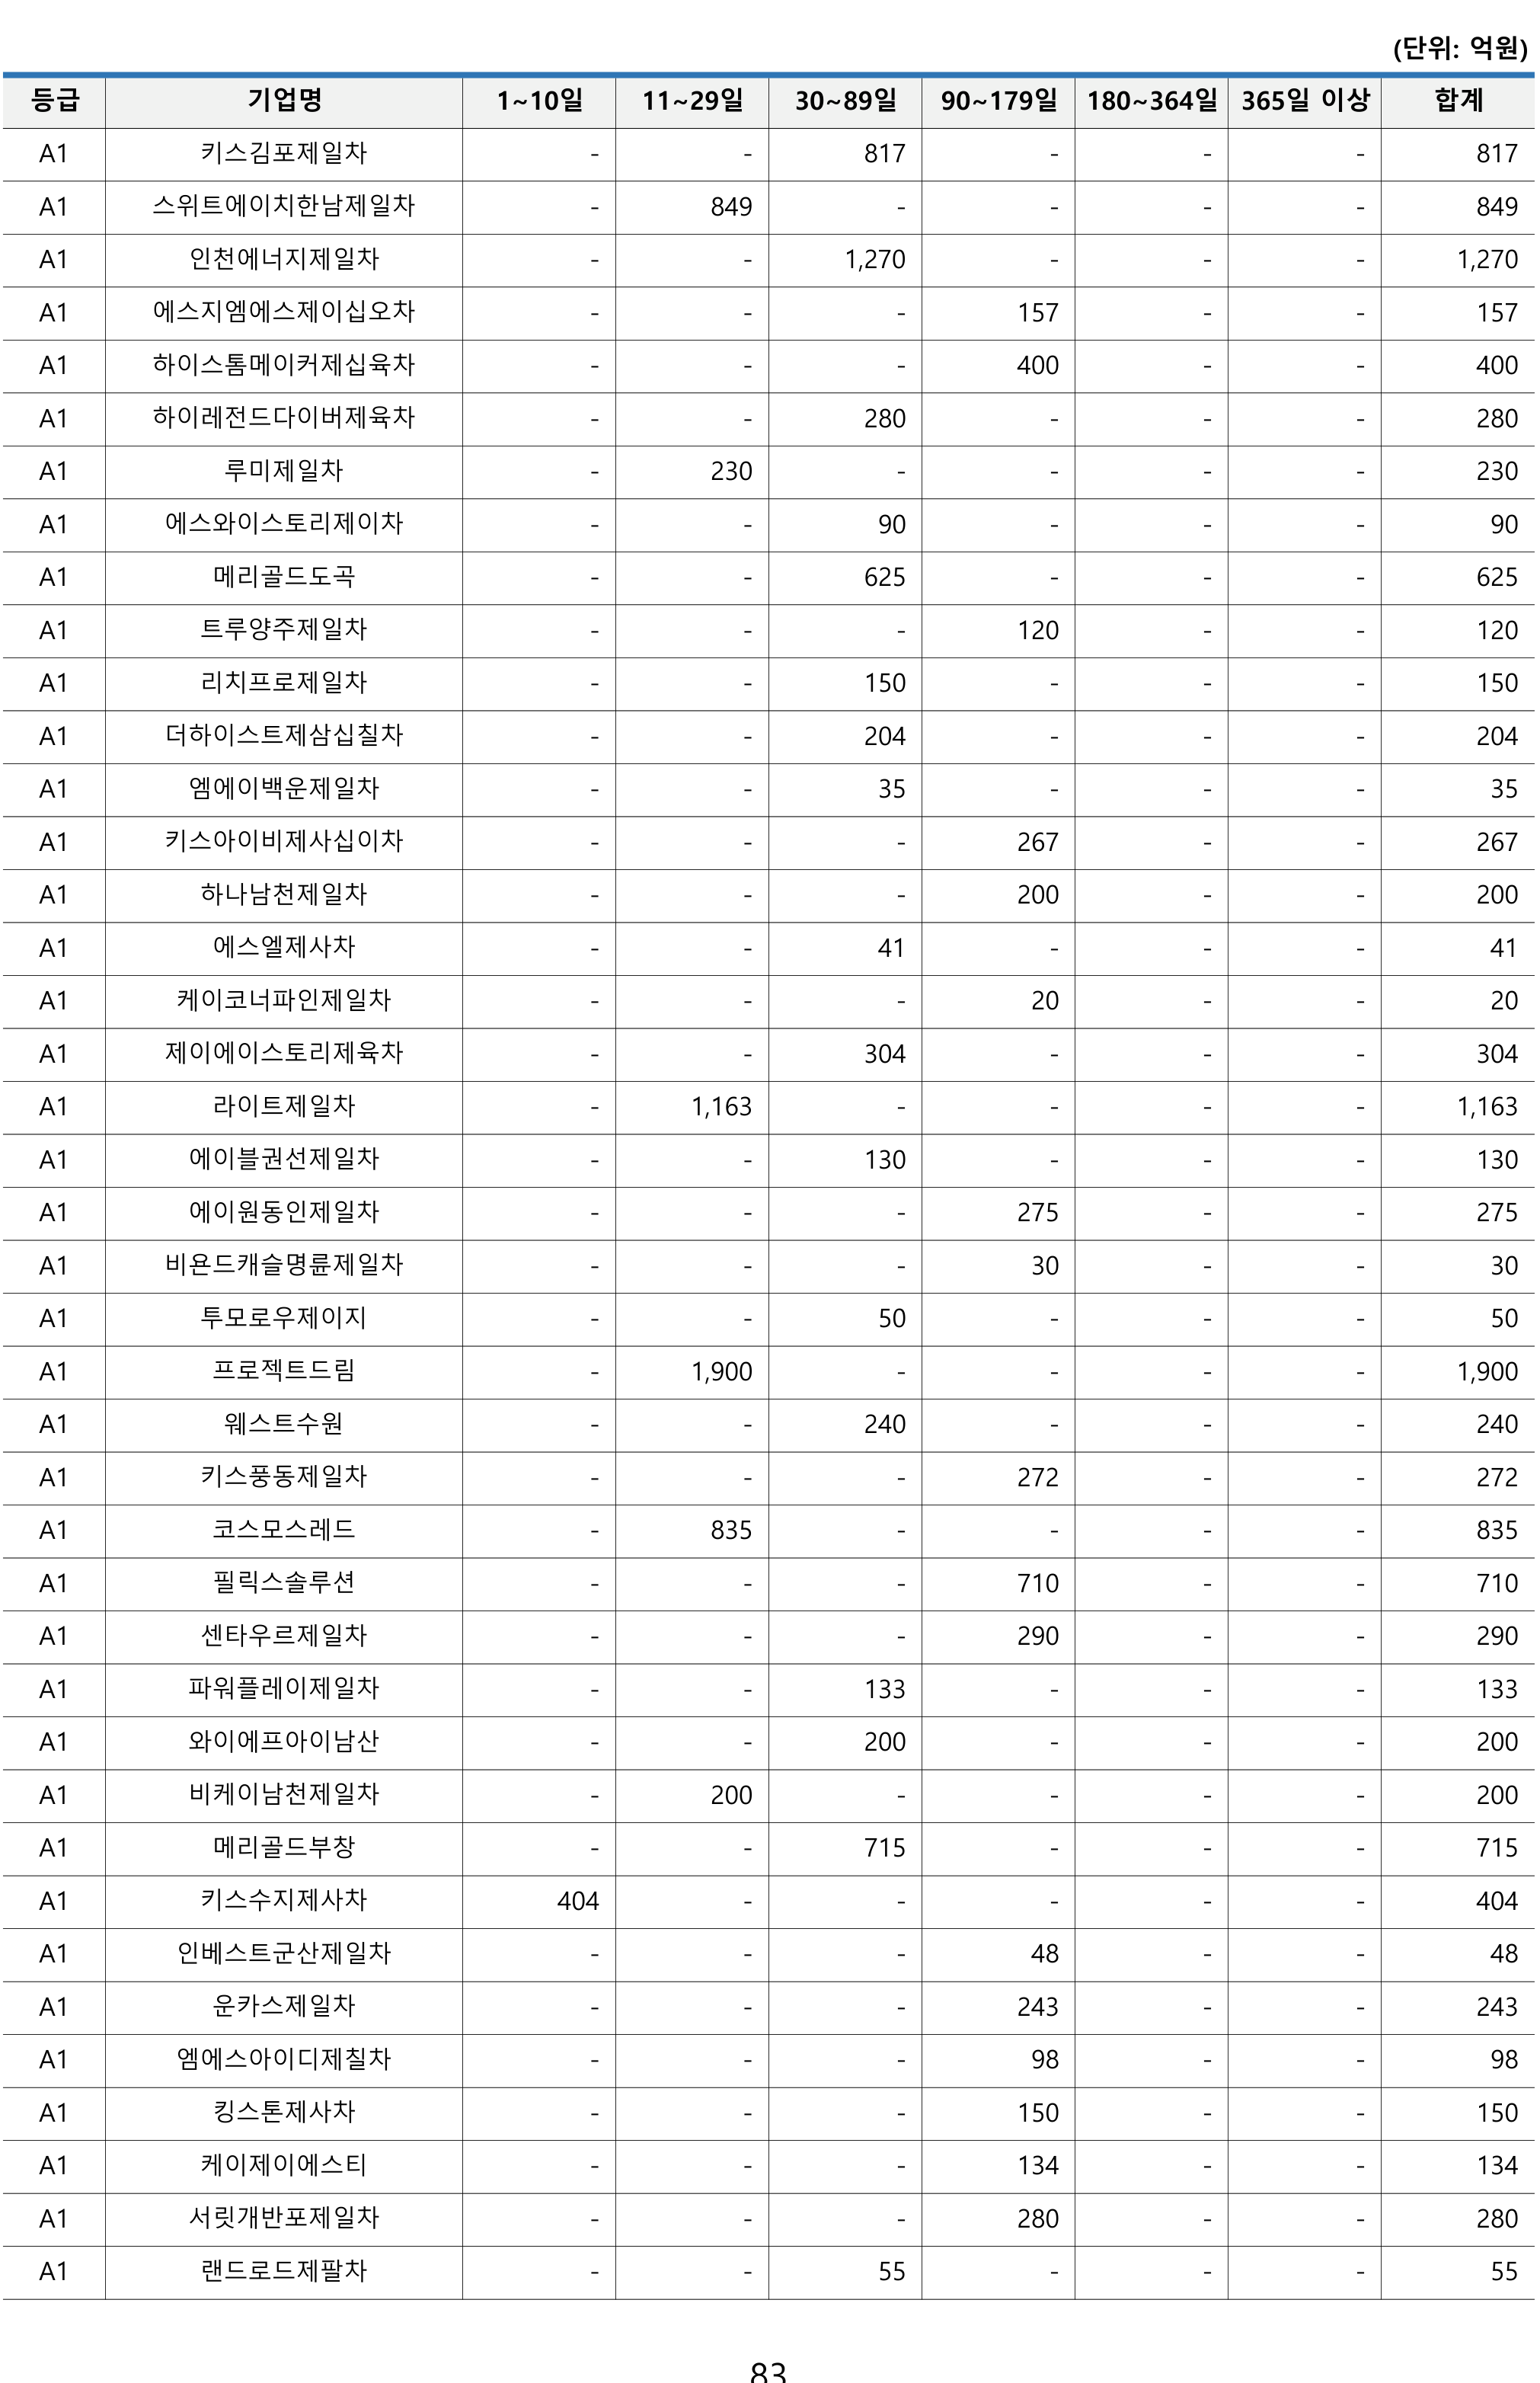 (단위: 억원)
등급 기업명 1~10일 11~29일 30~89일 90~179일 180~364일 365일 이상 합계
A1 키스김포제일차 - - 817 - - - 817
A1 스위트에이치한남제일차 - 849 - - - - 849
A1 인천에너지제일차 - - 1,270 - - - 1,270
A1 에스지엠에스제이십오차 - - - 157 - - 157
A1 하이스톰메이커제십육차 - - - 400 - - 400
A1 하이레전드다이버제육차 - - 280 - - - 280
A1 루미제일차 - 230 - - - - 230
A1 에스와이스토리제이차 - - 90 - - - 90
A1 메리골드도곡 - - 625 - - - 625
A1 트루양주제일차 - - - 120 - - 120
A1 리치프로제일차 - - 150 - - - 150
A1 더하이스트제삼십칠차 - - 204 - - - 204
A1 엠에이백운제일차 - - 35 - - - 35
A1 키스아이비제사십이차 - - - 267 - - 267
A1 하나남천제일차 - - - 200 - - 200
A1 에스엘제사차 - - 41 - - - 41
A1 케이코너파인제일차 - - - 20 - - 20
A1 제이에이스토리제육차 - - 304 - - - 304
A1 라이트제일차 - 1,163 - - - - 1,163
A1 에이블권선제일차 - - 130 - - - 130
A1 에이원동인제일차 - - - 275 - - 275
A1 비욘드캐슬명륜제일차 - - - 30 - - 30
A1 투모로우제이지 - - 50 - - - 50
A1 프로젝트드림 - 1,900 - - - - 1,900
A1 웨스트수원 - - 240 - - - 240
A1 키스풍동제일차 - - - 272 - - 272
A1 코스모스레드 - 835 - - - - 835
A1 필릭스솔루션 - - - 710 - - 710
A1 센타우르제일차 - - - 290 - - 290
A1 파워플레이제일차 - - 133 - - - 133
A1 와이에프아이남산 - - 200 - - - 200
A1 비케이남천제일차 - 200 - - - - 200
A1 메리골드부창 - - 715 - - - 715
A1 키스수지제사차 404 - - - - - 404
A1 인베스트군산제일차 - - - 48 - - 48
A1 운카스제일차 - - - 243 - - 243
A1 엠에스아이디제칠차 - - - 98 - - 98
A1 킹스톤제사차 - - - 150 - - 150
A1 케이제이에스티 - - - 134 - - 134
A1 서릿개반포제일차 - - - 280 - - 280
A1 랜드로드제팔차 - - 55 - - - 55
83